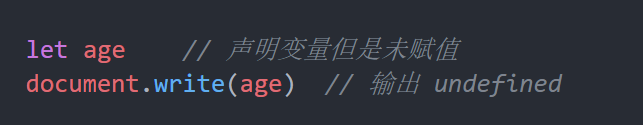 let age    // 声明变量但是未赋值
document.write(age)  // 输出 undefined